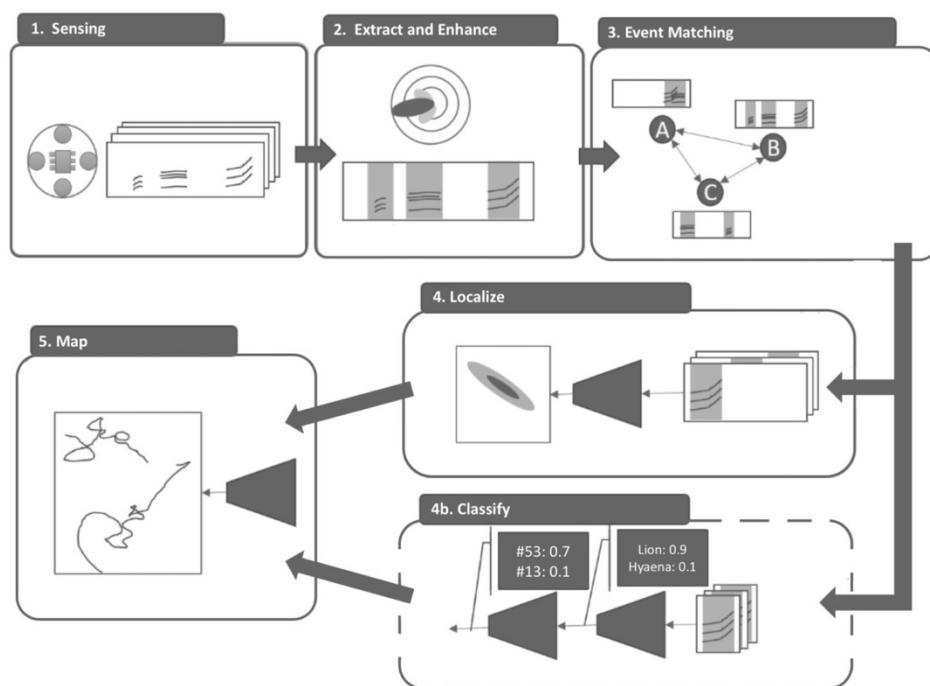 1. Sensing
2. Extract and Enhance
3. Event Matching
A
B
C
4. Localize
5. Map
4b. Classify
#53: 0.7
#13: 0.1
Lion: 0.9
Hyaena: 0.1